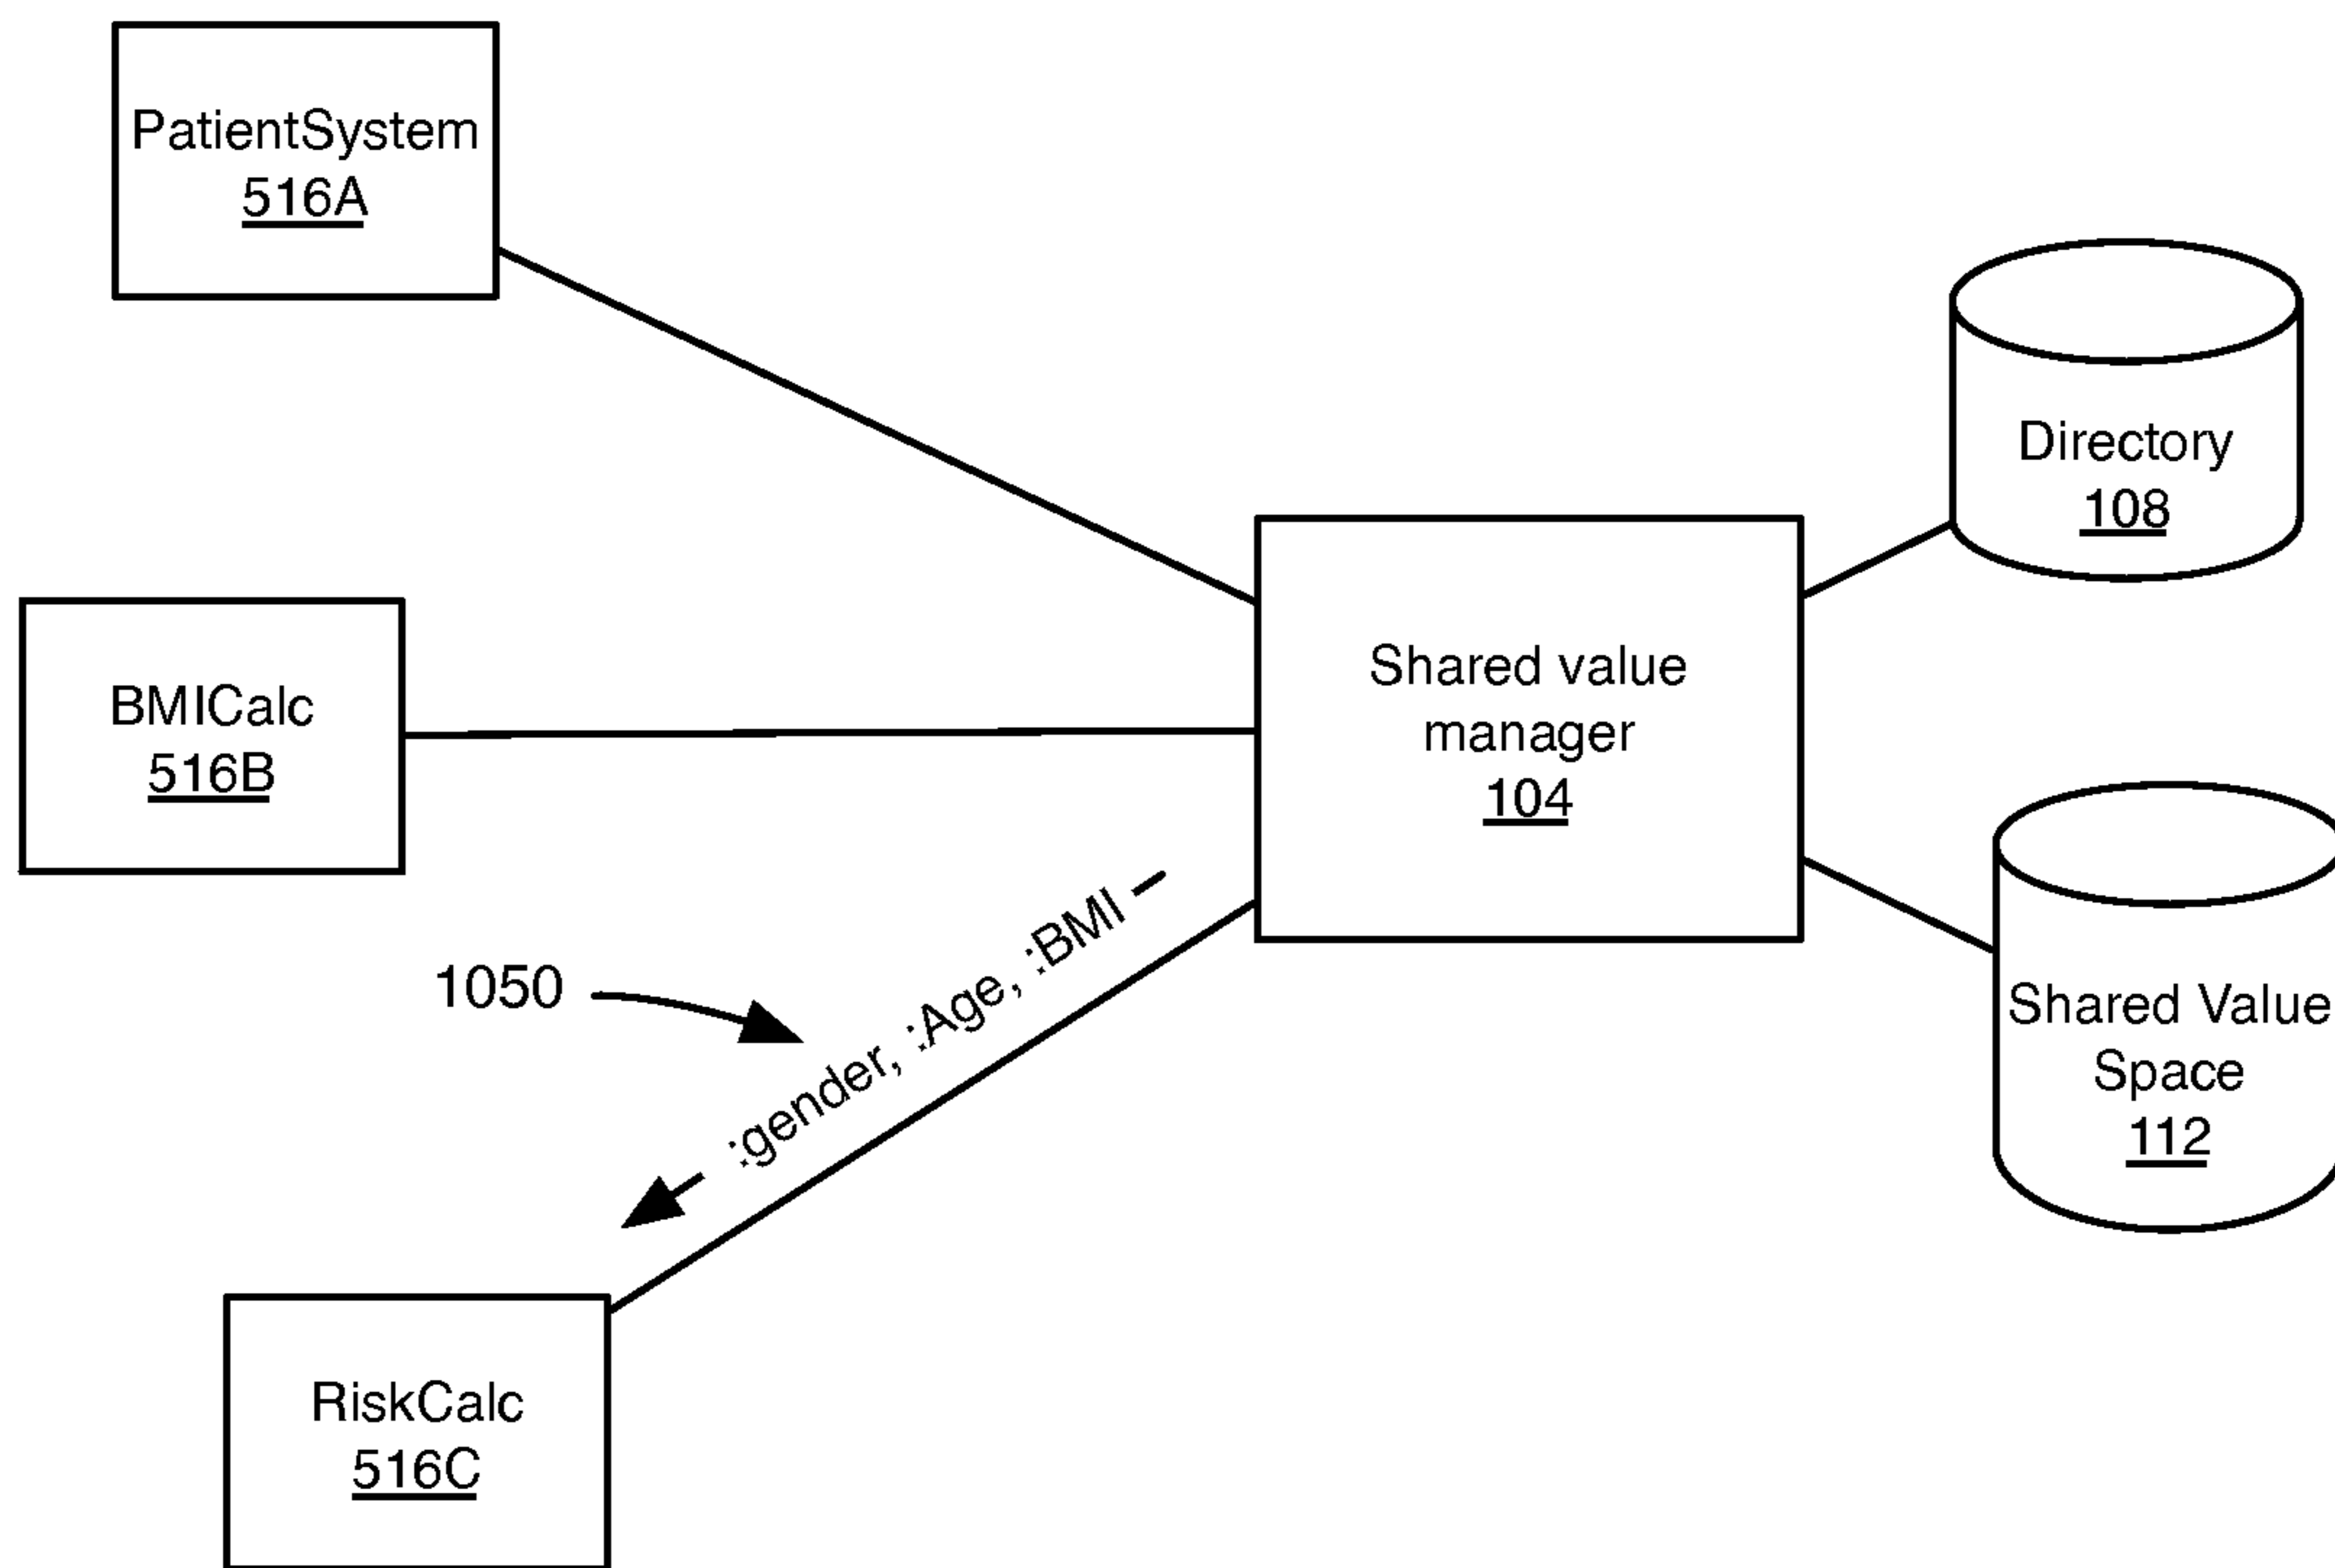 PatientSystem
516A
Directory
108
BMICalc
516B
Shared value
manager
104
1050
:gender, :Age, :BMI
Shared Value
Space
112
RiskCalc
516C